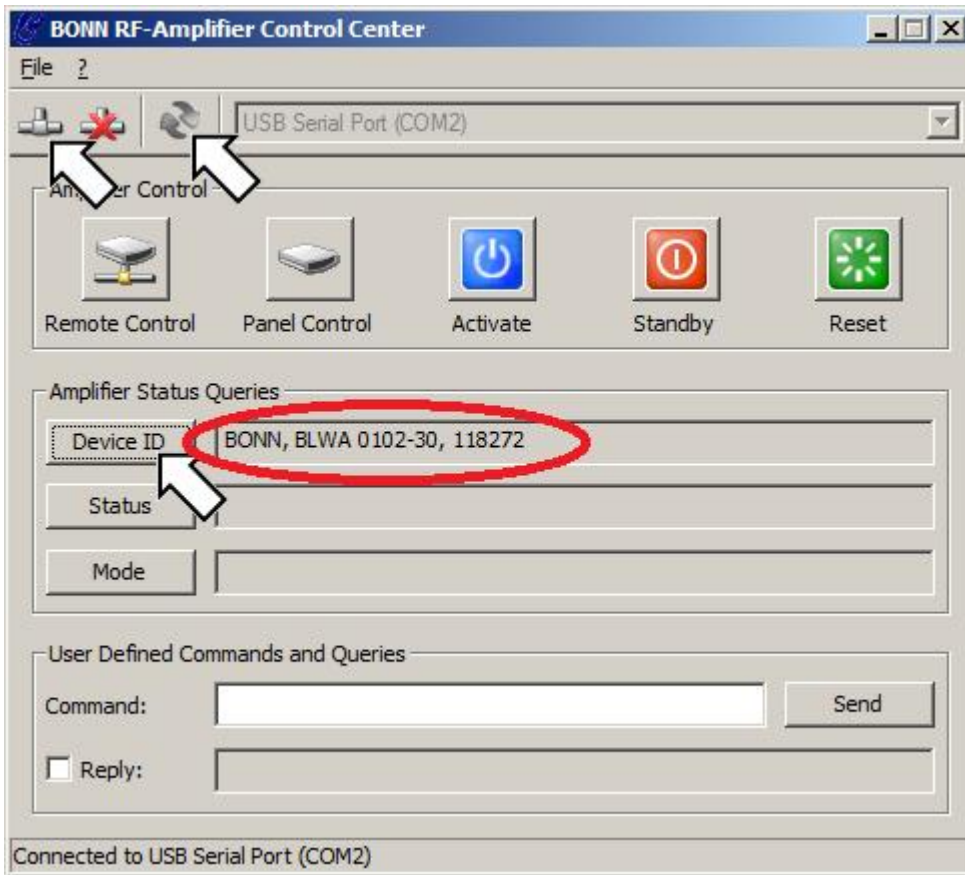 BONN RF-Amplifier Control Center
File ?
USB Serial Port (COM2)
Amplifier Control
Remote Control Panel Control Activate Standby Reset
Amplifier Status Queries
Device ID BONN, BLWA 0102-30, 118272
Status
Mode
User Defined Commands and Queries
Command: Send
Reply:
Connected to USB Serial Port (COM2)